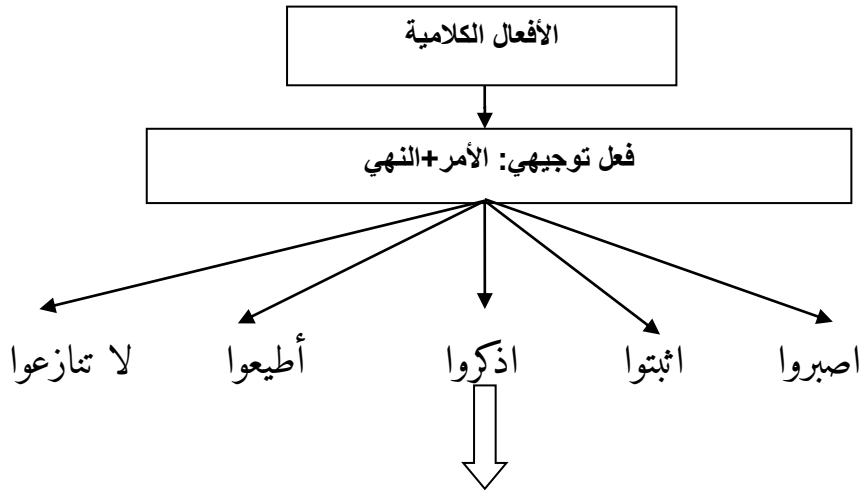 الأفعال الكلامية
فعل توجيهي: الأمر+النهي
اصبروا اثبتوا اذكروا أطيعوا لا تنازعوا